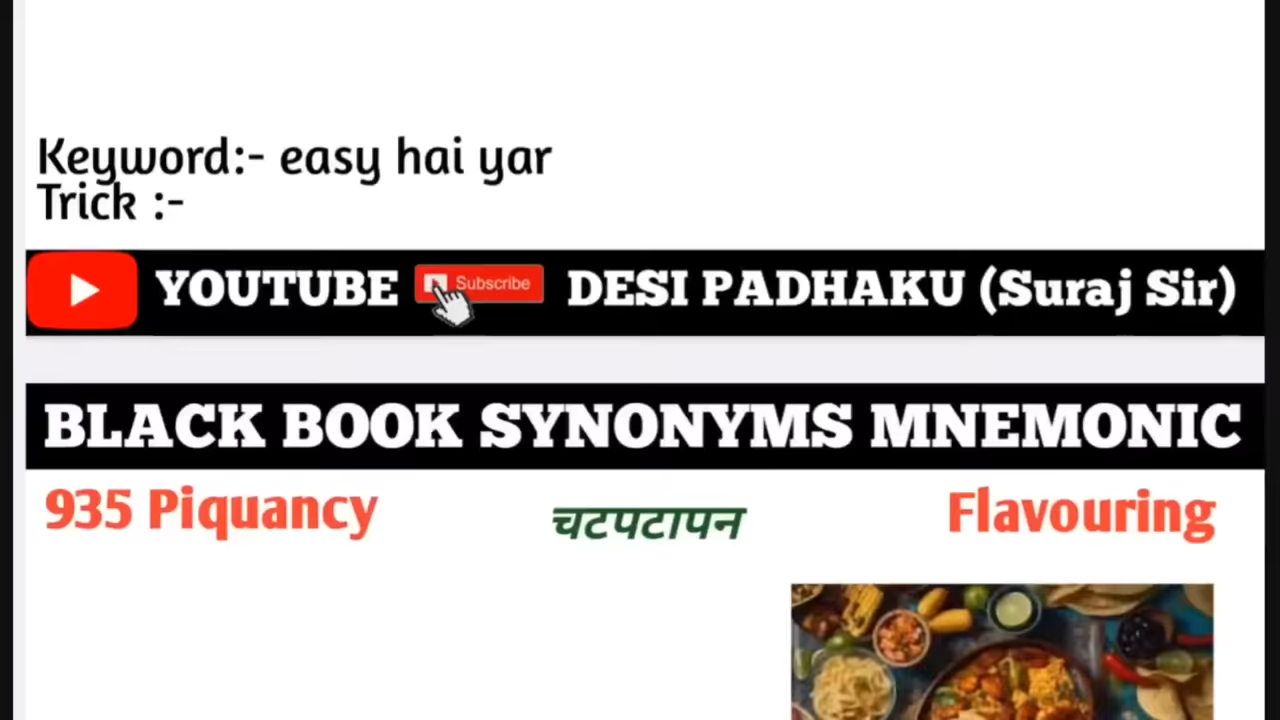 Keyword:- easy hai yar
Trick :-
YOUTUBE Subscribe DESI PADHAKU (Suraj Sir)
BLACK BOOK SYNONYMS MNEMONIC
935 Piquancy चटपटापन Flavouring